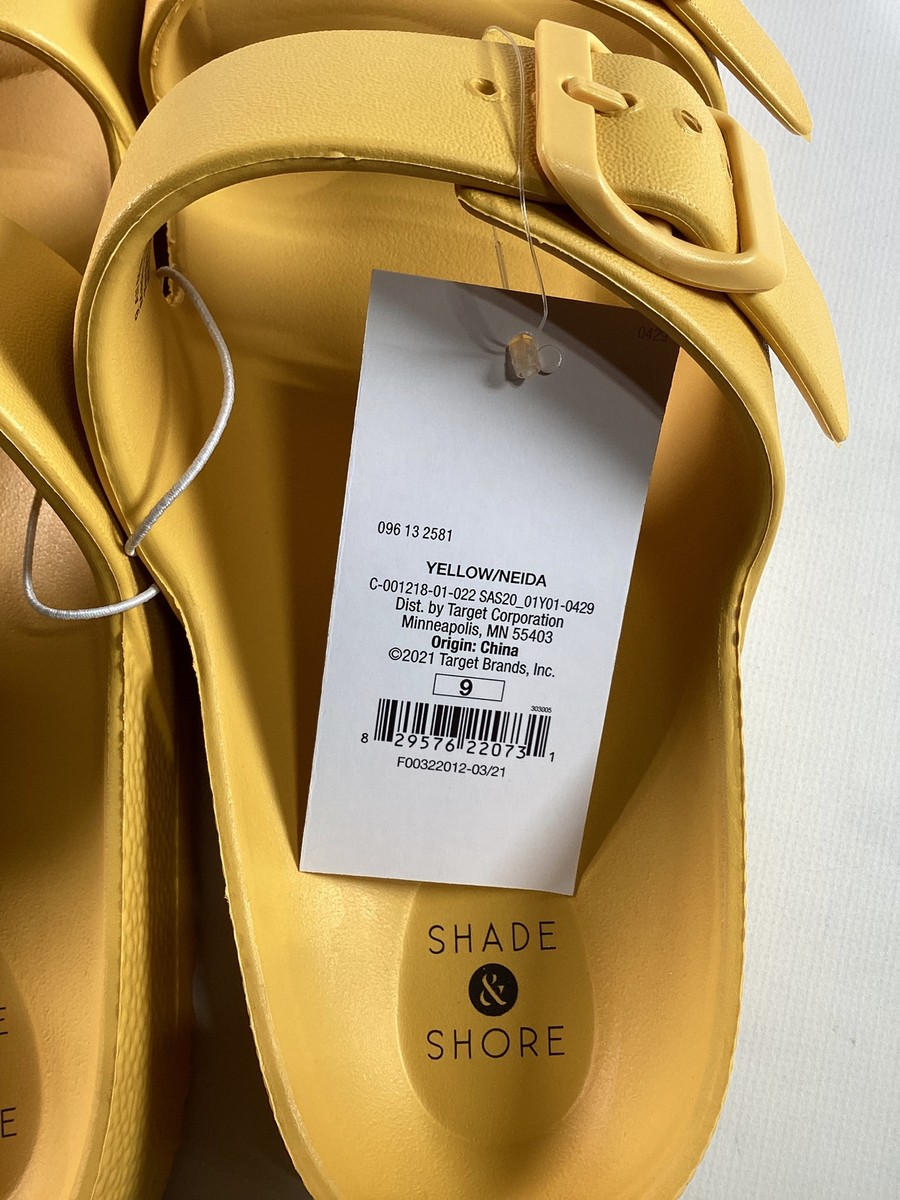 0429
096 13 2581
YELLOW/NEIDA
C-001218-01-022 SAS20_01Y01-0429
Dist. by Target Corporation
Minneapolis, MN 55403
Origin: China
©2021 Target Brands, Inc.
9
303005
8 29576 22073 1
F00322012-03/21
SHADE
&
SHORE
E
E